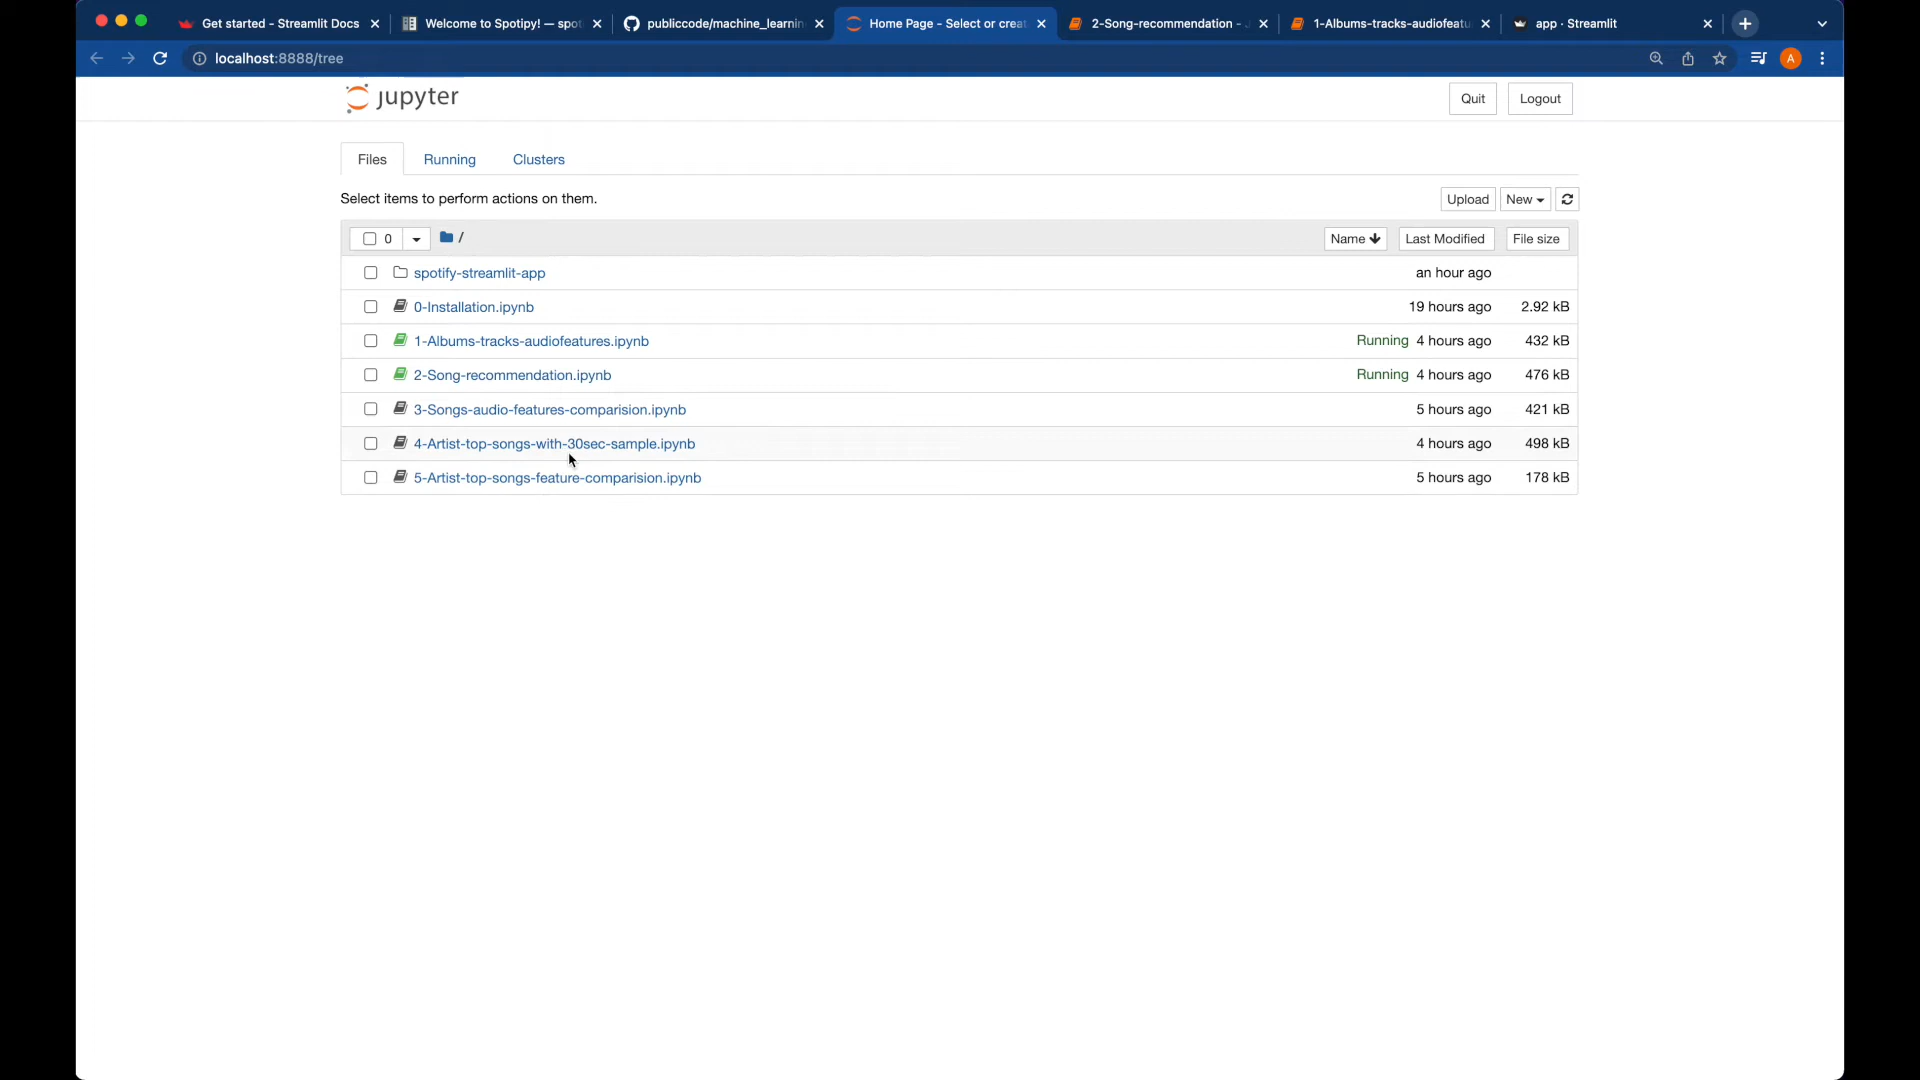 Get started - Streamlit Docs
Welcome to Spotipy! — spot
publiccode/machine_learnin
Home Page - Select or creat
2-Song-recommendation - J
1-Albums-tracks-audiofeatu
app · Streamlit
localhost:8888/tree
A
jupyter
Quit
Logout
Files
Running
Clusters
Select items to perform actions on them.
Upload
New
0
/
Name
Last Modified
File size
spotify-streamlit-app
an hour ago
0-Installation.ipynb
19 hours ago
2.92 kB
1-Albums-tracks-audiofeatures.ipynb
Running 4 hours ago
432 kB
2-Song-recommendation.ipynb
Running 4 hours ago
476 kB
3-Songs-audio-features-comparision.ipynb
5 hours ago
421 kB
4-Artist-top-songs-with-30sec-sample.ipynb
4 hours ago
498 kB
5-Artist-top-songs-feature-comparision.ipynb
5 hours ago
178 kB